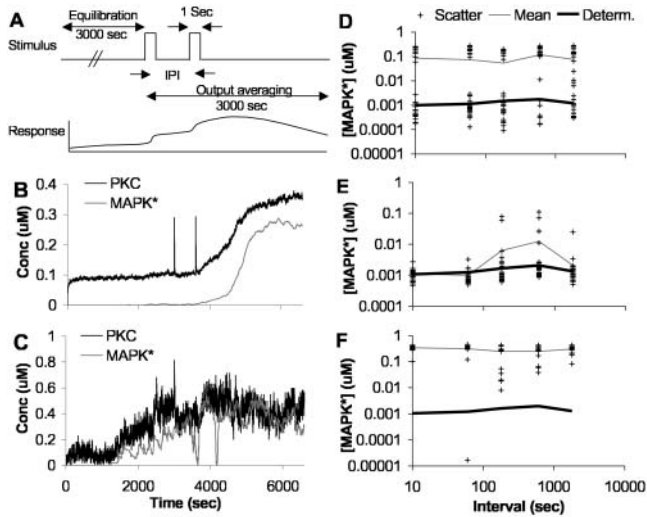 A
Equilibration
3000 sec
1 Sec
Stimulus
IPI
Output averaging
3000 sec
Response
B
PKC
MAPK*
Conc (uM)
0.4
0.3
0.2
0.1
0
C
PKC
MAPK*
Conc (uM)
1
0.8
0.6
0.4
0.2
0
0
2000
4000
6000
Time (sec)
+ Scatter
Mean
Determ.
D
[MAPK*] (uM)
1
0.1
0.01
0.001
0.0001
0.00001
10
100
1000
10000
E
[MAPK*] (uM)
1
0.1
0.01
0.001
0.0001
F
[MAPK*] (uM)
1
0.1
0.01
0.001
0.0001
0.00001
10
100
1000
10000
Interval (sec)